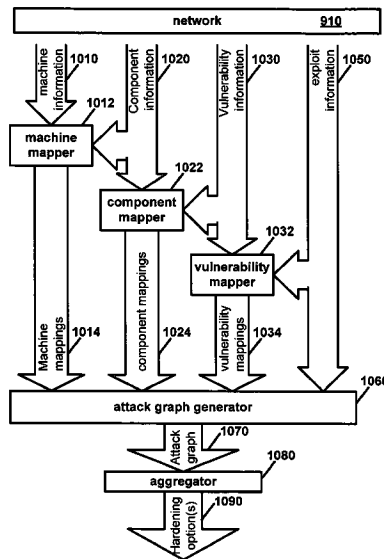 network 910
machine information
1010
Component information
1020
Vulnerability information
1030
exploit information
1050
1012
machine mapper
1022
component mapper
1032
vulnerability mapper
Machine mappings
1014
component mappings
1024
vulnerability mappings
1034
1060
attack graph generator
Attack graph
1070
1080
aggregator
Hardening option(s)
1090